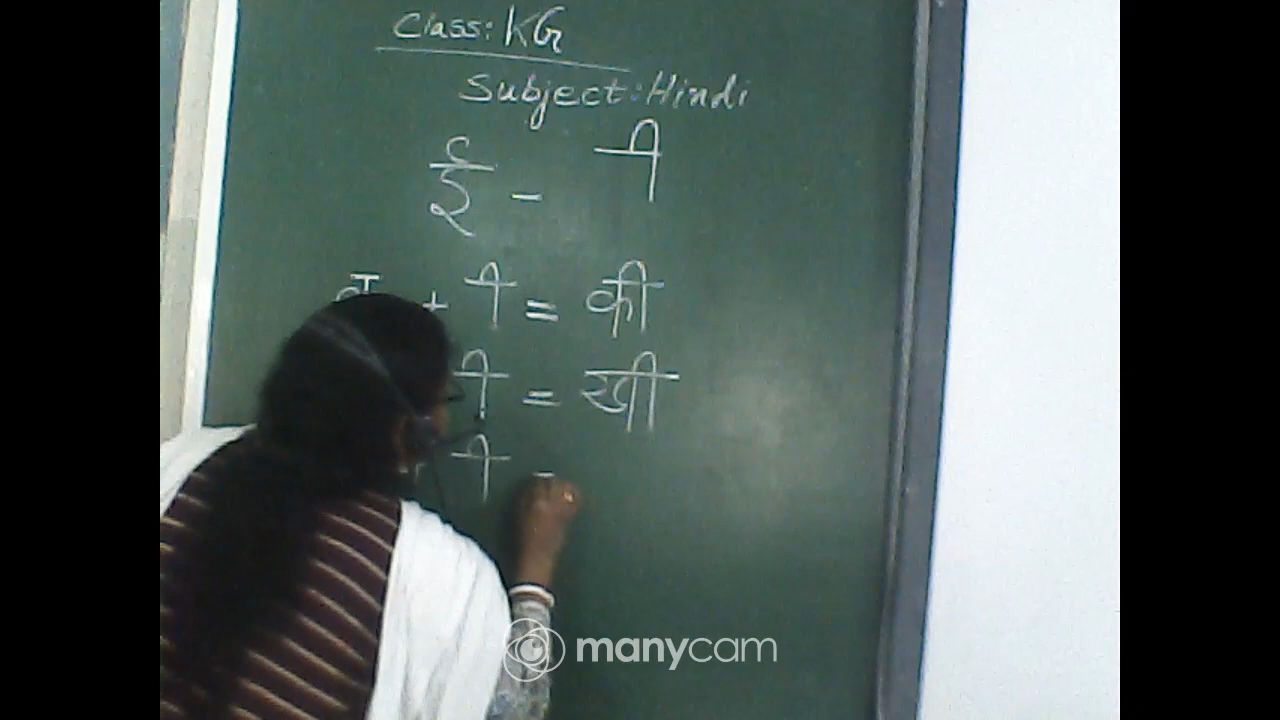 Class: KG
Subject: Hindi
ई - ी
+ ी = की
ी = खी
ी -
manycam